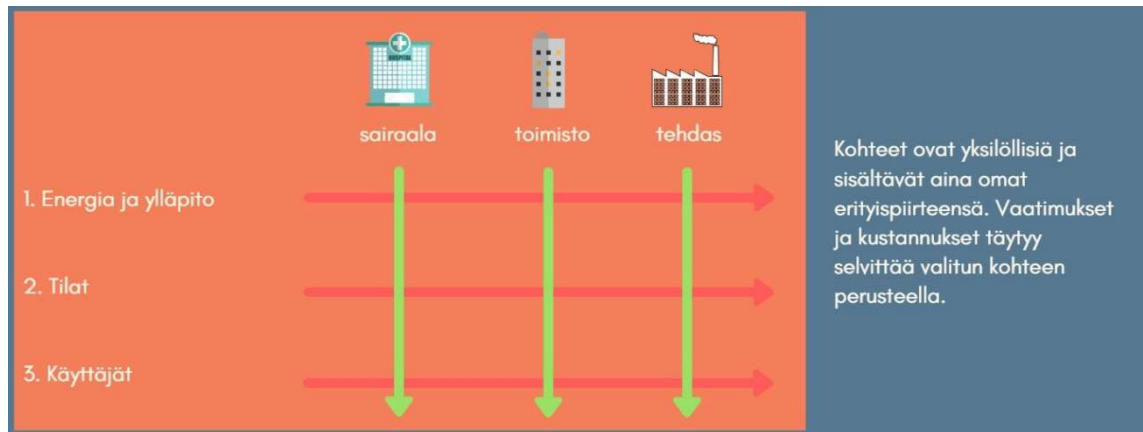 HOSPITAL
sairaala
toimisto
tehdas
1. Energia ja ylläpito
2. Tilat
3. Käyttäjät
Kohteet ovat yksilöllisiä ja
sisältävät aina omat
erityispiirteensä. Vaatimukset
ja kustannukset täytyy
selvittää valitun kohteen
perusteella.